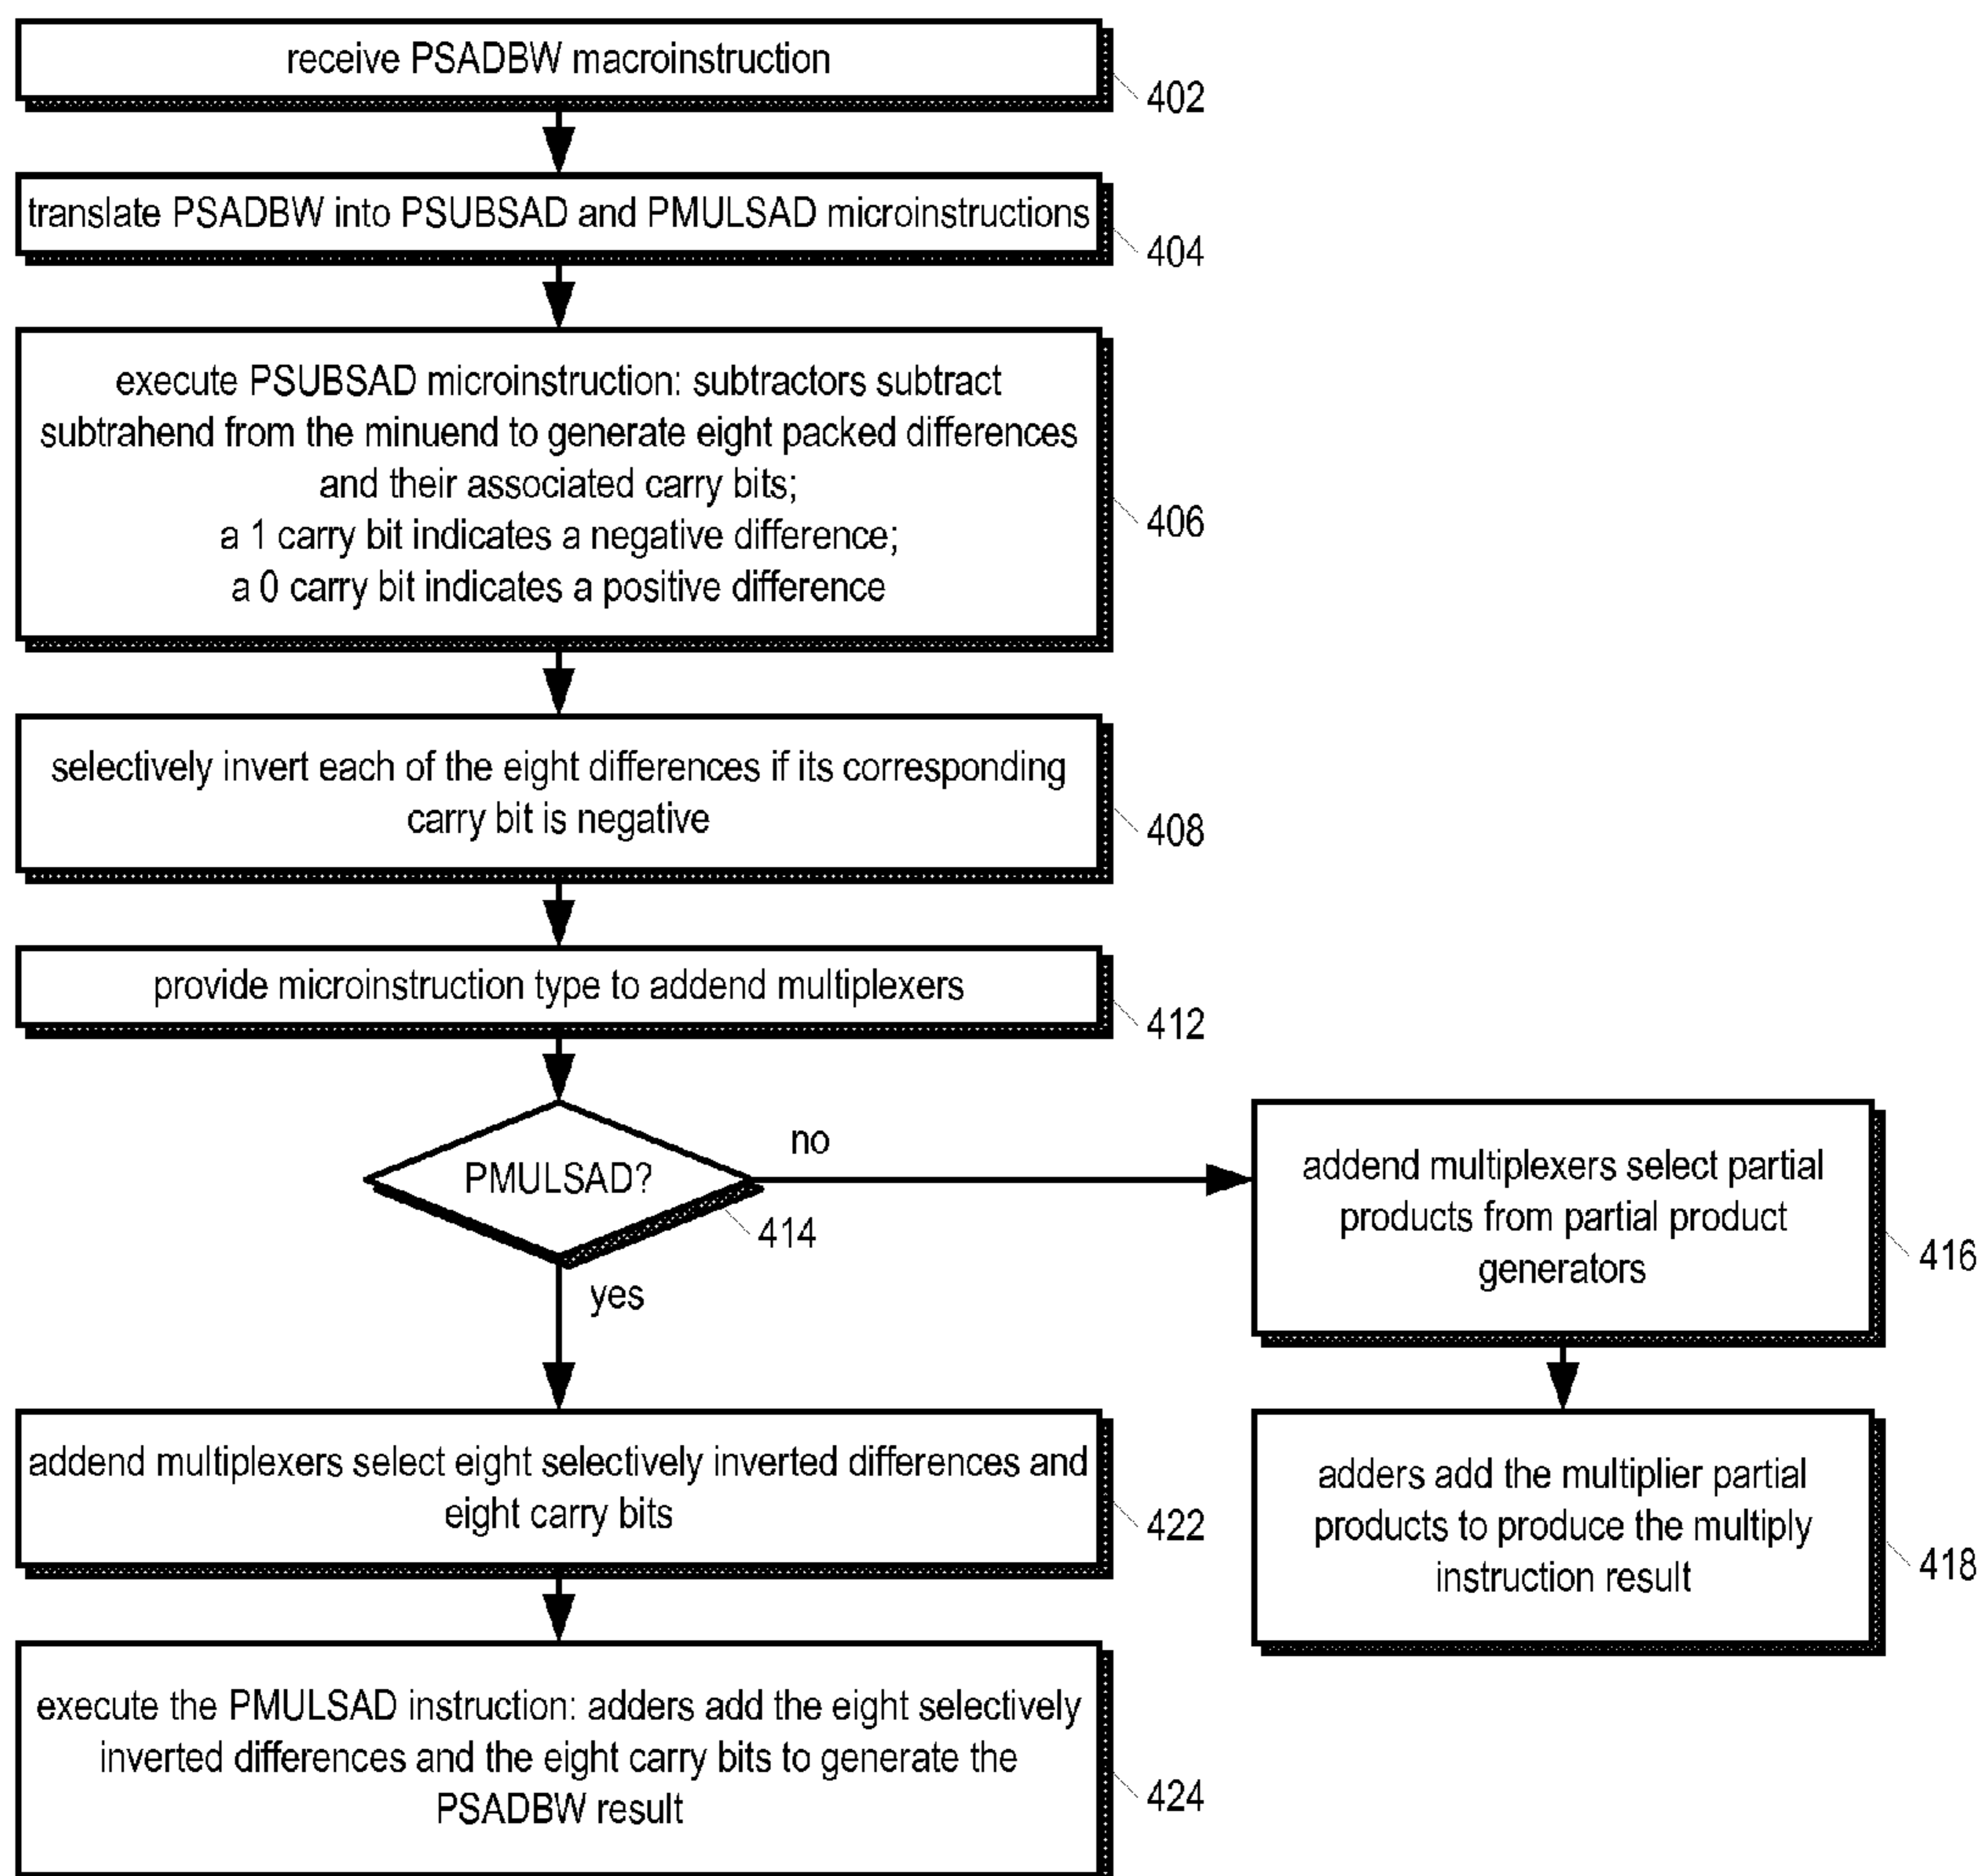 receive PSADBW macroinstruction
402
translate PSADBW into PSUBSAD and PMULSAD microinstructions
404
execute PSUBSAD microinstruction: subtractors subtract
subtrahend from the minuend to generate eight packed differences
and their associated carry bits;
a 1 carry bit indicates a negative difference;
a 0 carry bit indicates a positive difference
406
selectively invert each of the eight differences if its corresponding
carry bit is negative
408
provide microinstruction type to addend multiplexers
412
PMULSAD?
414
no
yes
addend multiplexers select partial
products from partial product
generators
416
adders add the multiplier partial
products to produce the multiply
instruction result
418
addend multiplexers select eight selectively inverted differences and
eight carry bits
422
execute the PMULSAD instruction: adders add the eight selectively
inverted differences and the eight carry bits to generate the
PSADBW result
424